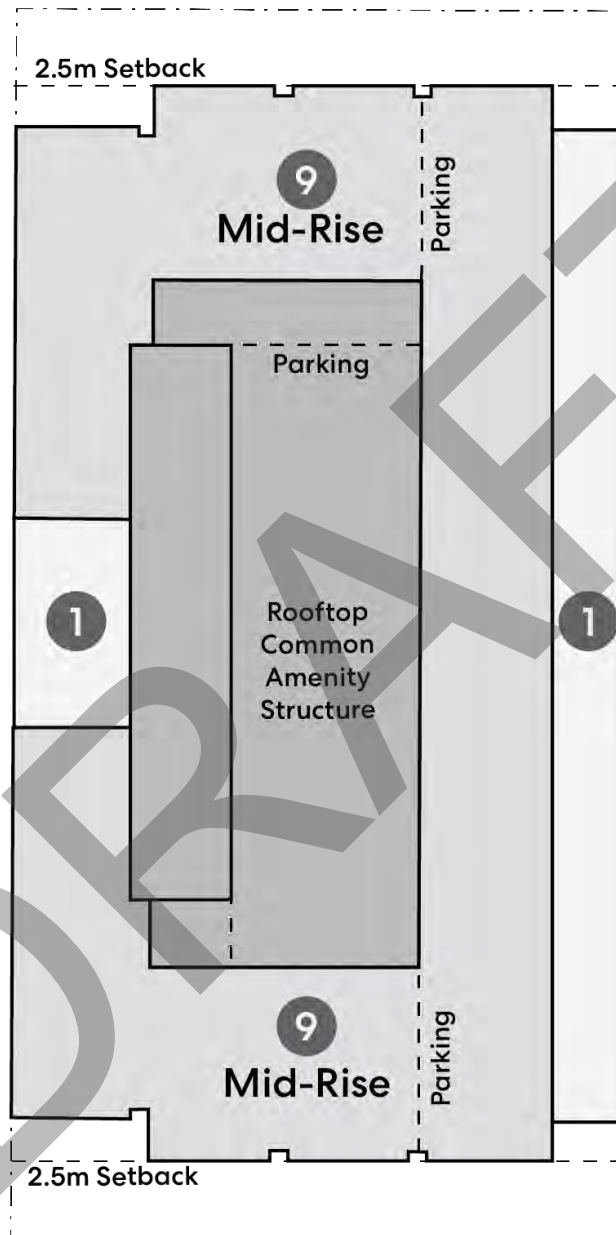 2.5m Setback
9
Mid-Rise
Parking
Parking
1
Rooftop
Common
Amenity
Structure
1
DRAFT
9
Mid-Rise
Parking
2.5m Setback